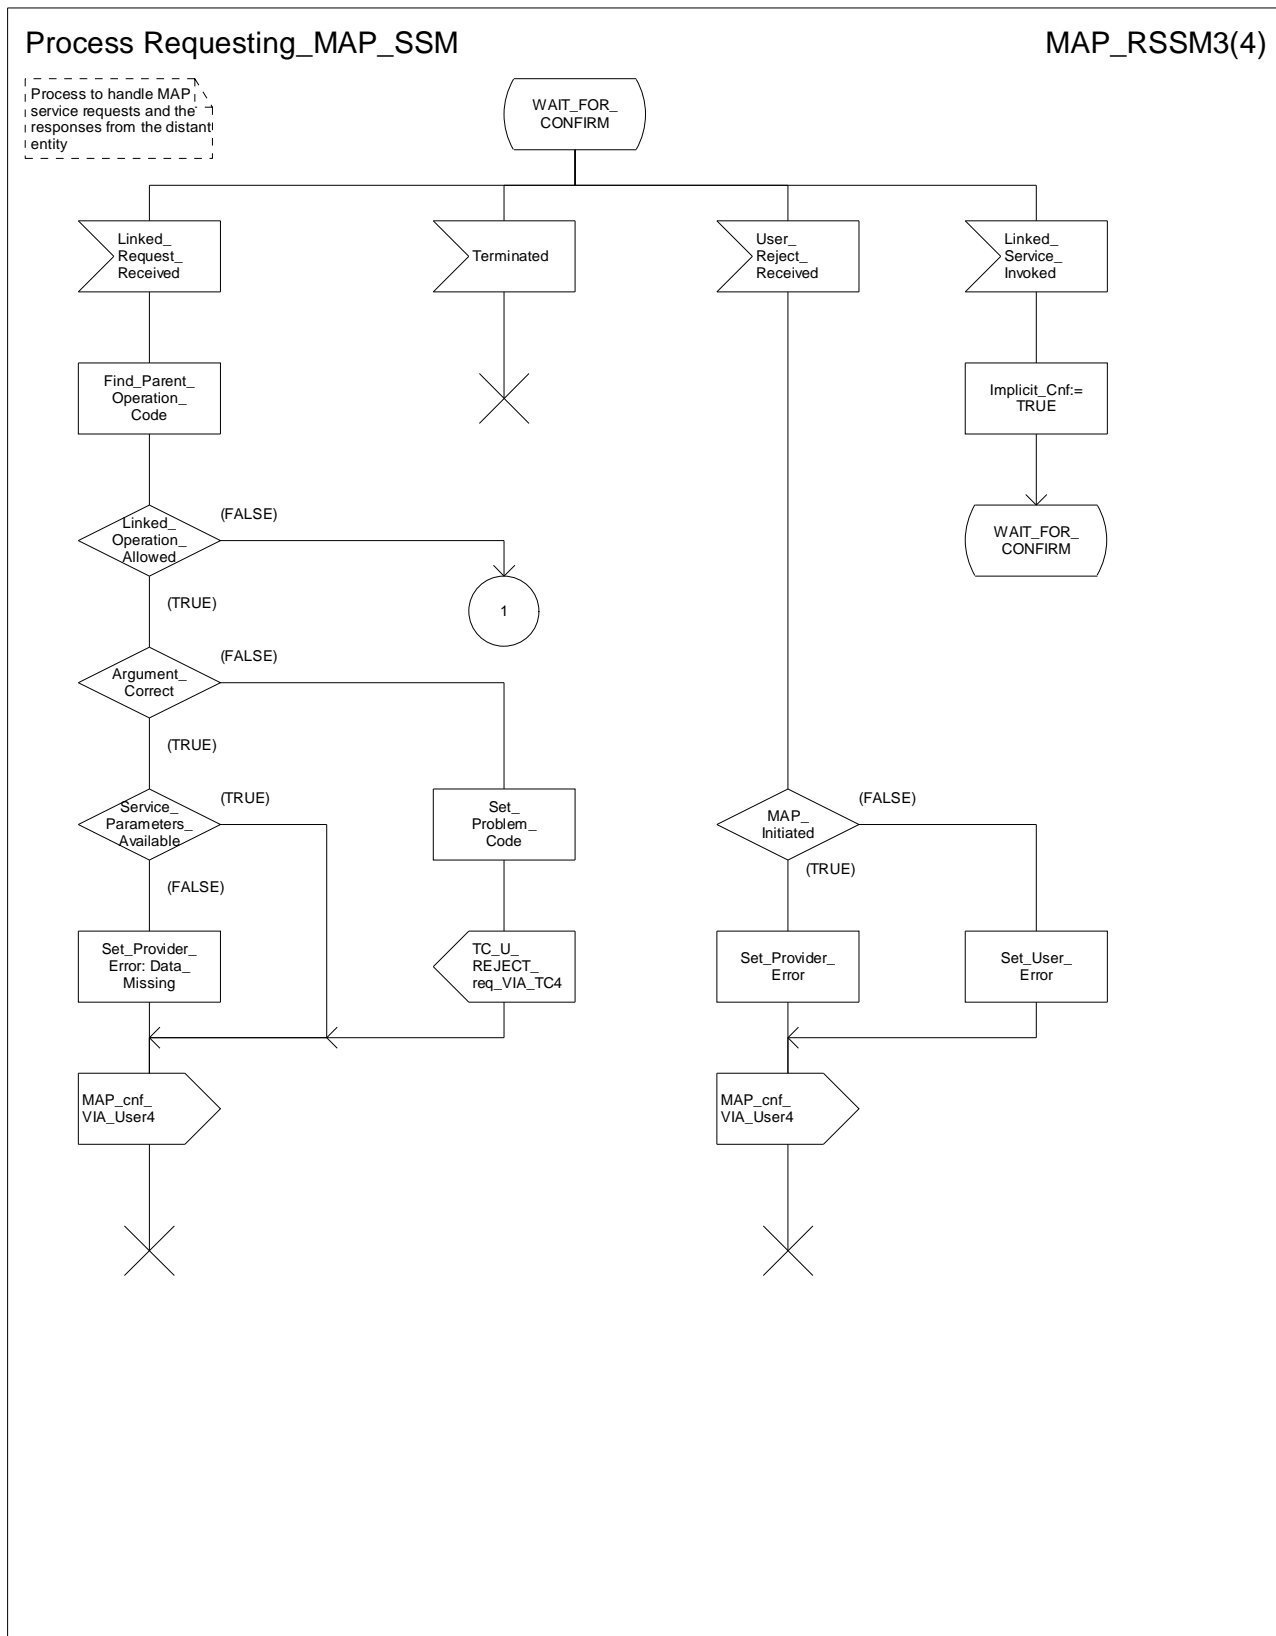 Process Requesting_MAP_SSM
MAP_RSSM3(4)
Process to handle MAP
service requests and the
responses from the distant
entity
WAIT_FOR_
CONFIRM
Linked_
Request_
Received
Terminated
User_
Reject_
Received
Linked_
Service_
Invoked
Find_Parent_
Operation_
Code
Implicit_Cnf:=
TRUE
Linked_
Operation_
Allowed
(FALSE)
WAIT_FOR_
CONFIRM
(TRUE)
1
Argument_
Correct
(FALSE)
(TRUE)
Service_
Parameters_
Available
(TRUE)
Set_
Problem_
Code
MAP_
Initiated
(FALSE)
(TRUE)
(FALSE)
Set_Provider_
Error: Data_
Missing
TC_U_
REJECT_
req_VIA_TC4
Set_Provider_
Error
Set_User_
Error
MAP_cnf_
VIA_User4
MAP_cnf_
VIA_User4